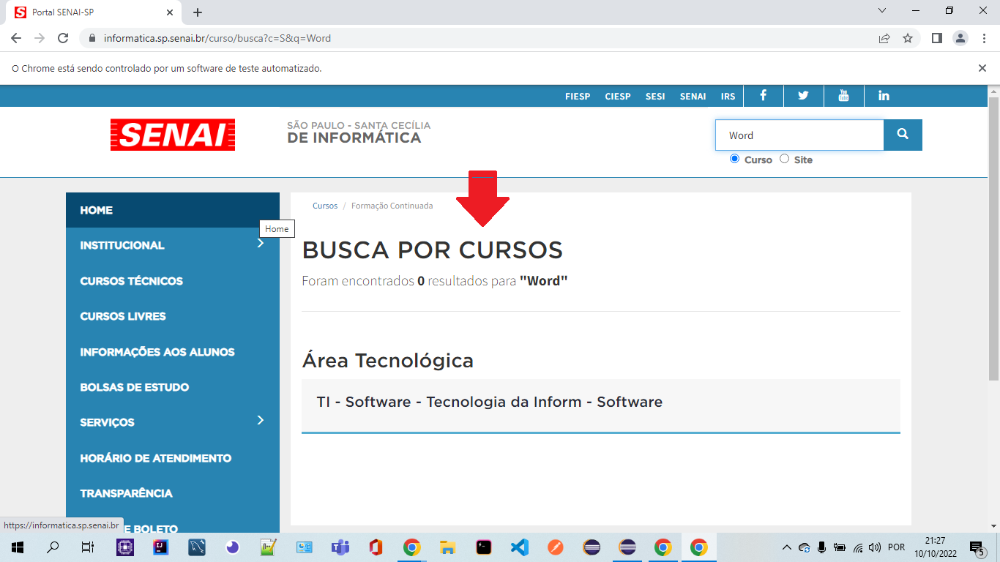 Portal SENAI-SP
informatica.sp.senai.br/curso/busca?c=S&q=Word
O Chrome está sendo controlado por um software de teste automatizado.
FIESP CIESP SESI SENAI IRS
You Tube
SENAI
SÃO PAULO - SANTA CECÍLIA
DE INFORMÁTICA
Word
Curso Site
HOME
Home
INSTITUCIONAL
CURSOS TÉCNICOS
CURSOS LIVRES
INFORMAÇÕES AOS ALUNOS
BOLSAS DE ESTUDO
SERVIÇOS
HORÁRIO DE ATENDIMENTO
TRANSPARÊNCIA
E BOLETO
Cursos / Formação Continuada
BUSCA POR CURSOS
Foram encontrados 0 resultados para "Word"
Área Tecnológica
TI - Software - Tecnologia da Inform - Software
https://informatica.sp.senai.br
POR
21:27
10/10/2022
5